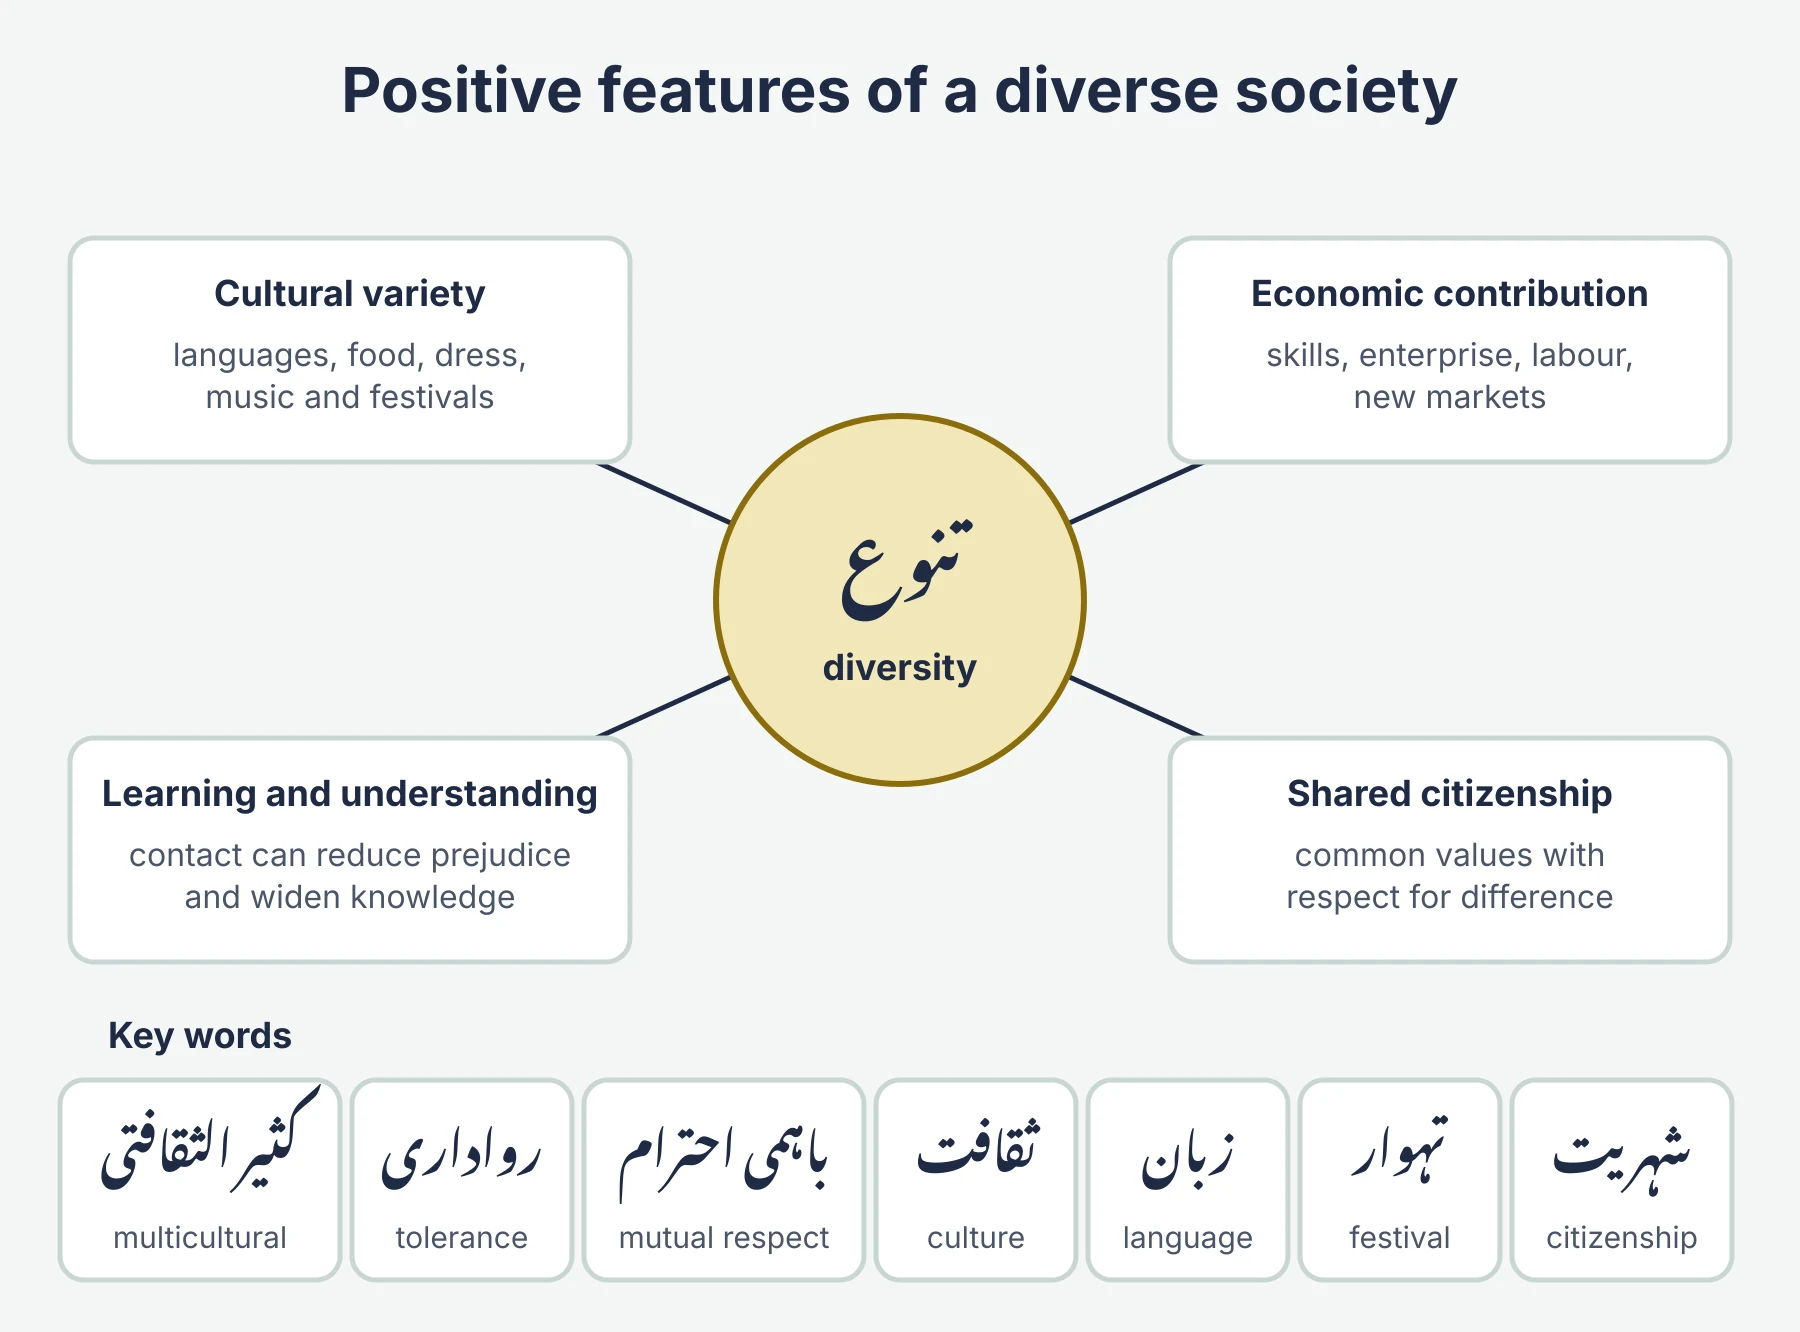 Positive features of a diverse society
Cultural variety
languages, food, dress,
music and festivals
Economic contribution
skills, enterprise, labour,
new markets
تنوع
diversity
Learning and understanding
contact can reduce prejudice
and widen knowledge
Shared citizenship
common values with
respect for difference
Key words
کثیر الثقافتی
multicultural
رواداری
tolerance
باہمی احترام
mutual respect
ثقافت
culture
زبان
language
تہوار
festival
شہریت
citizenship